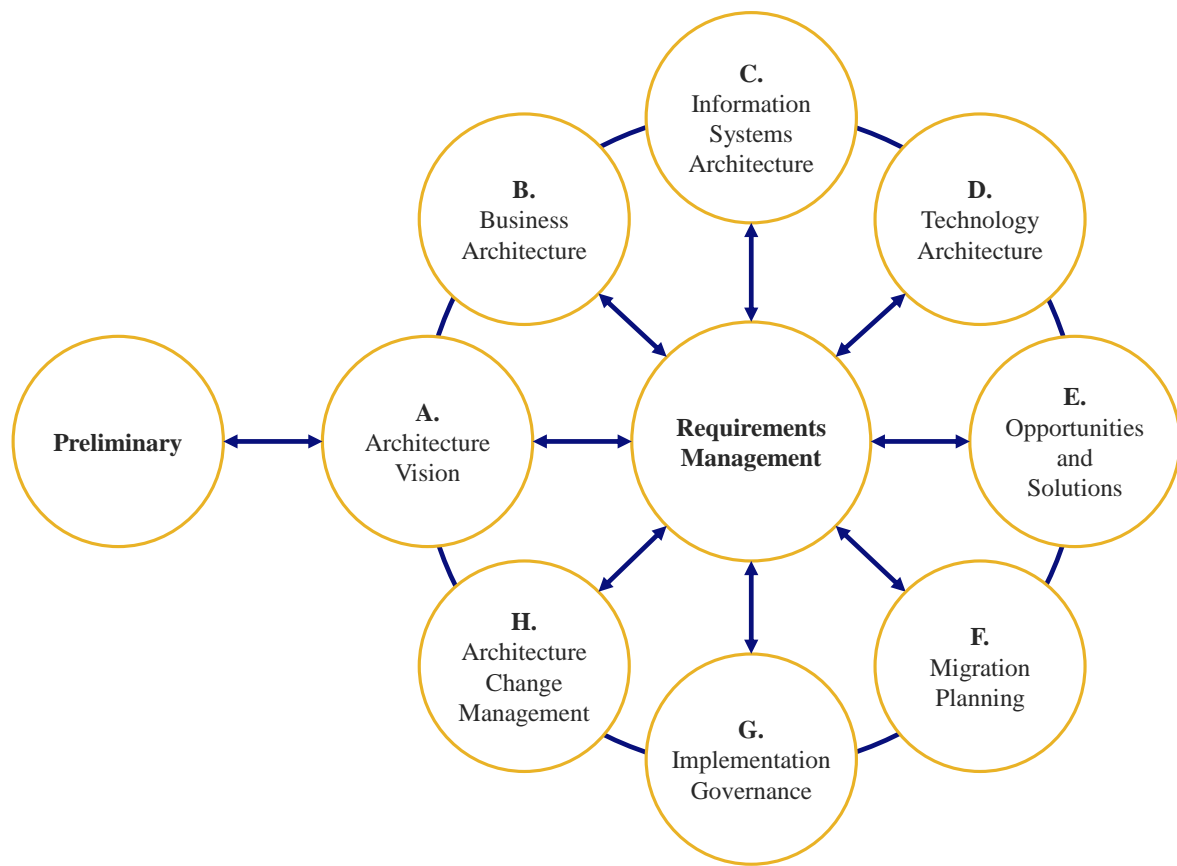 C.
Information
Systems
Architecture
B.
Business
Architecture
D.
Technology
Architecture
Preliminary
A.
Architecture
Vision
Requirements
Management
E.
Opportunities
and
Solutions
H.
Architecture
Change
Management
F.
Migration
Planning
G.
Implementation
Governance